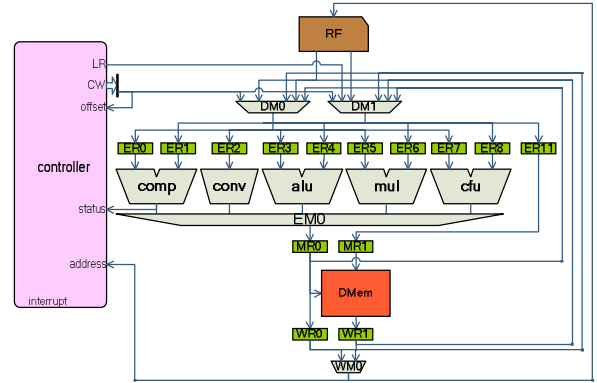 RF
LR
CW
offset
DM0 DM1
ER0 ER1 ER2 ER3 ER4 ER5 ER6 ER7 ER8 ER11
controller
comp conv alu mul cfu
status
EM0
MR0 MR1
address
DMem
interrupt
WR0 WR1
WM0